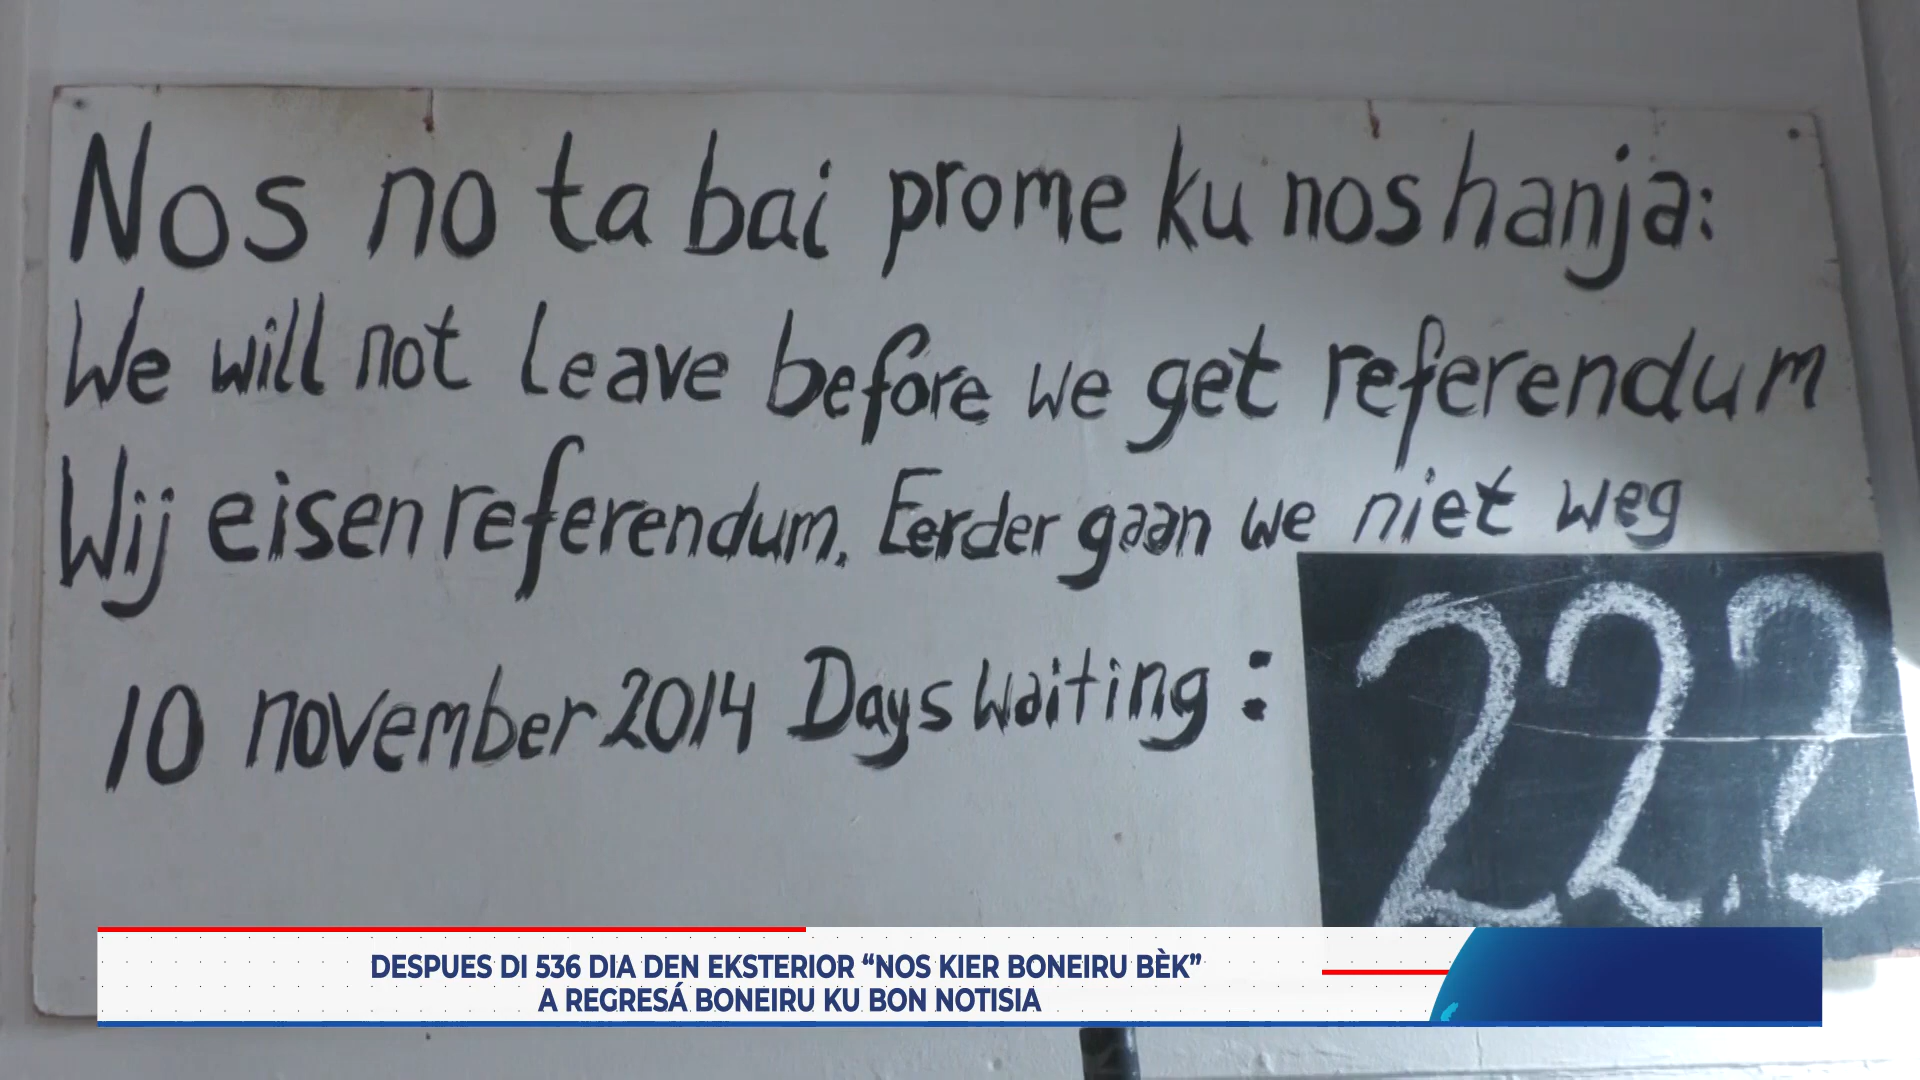 Nos no ta bai prome ku nos hanja:
We will not leave before we get referendum
Wij eisen referendum. Eerder gaan we niet weg
10 november 2014 Days Waiting :
22.2
DESPUES DI 536 DIA DEN EKSTERIOR “NOS KIER BONEIRU BÈK”
A REGRESÁ BONEIRU KU BON NOTISIA